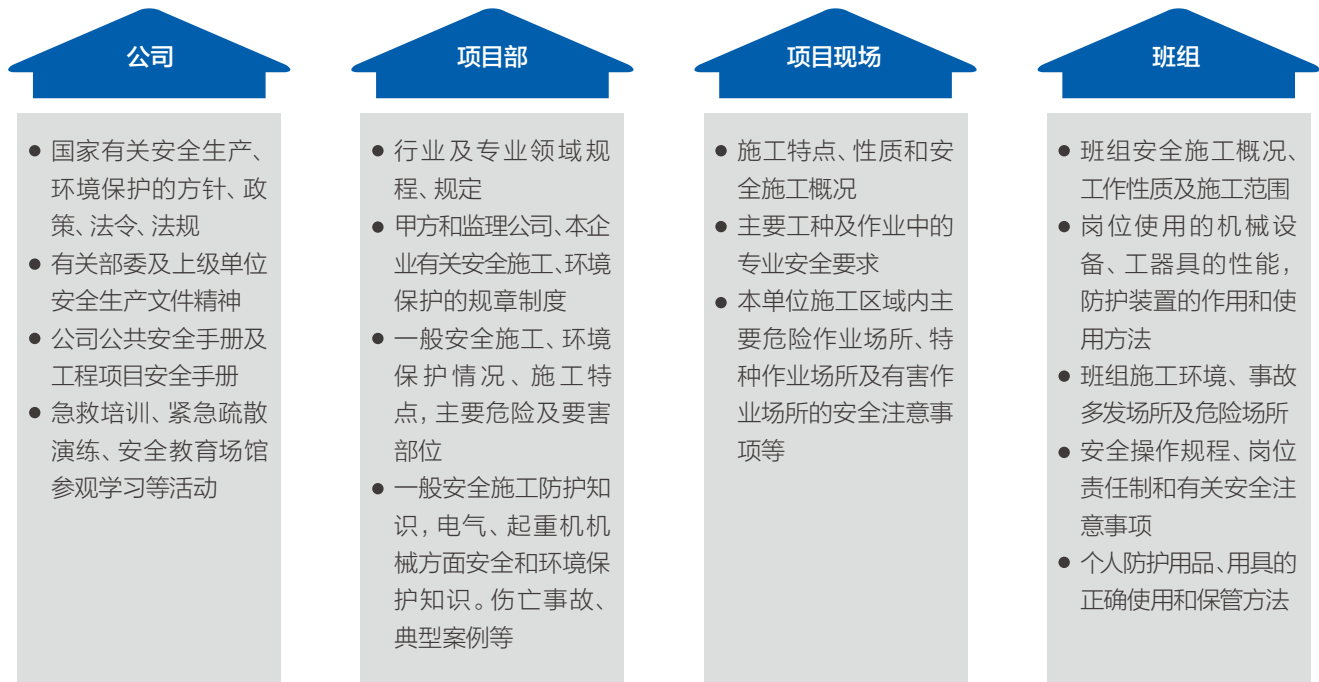 公司
国家有关安全生产、
环境保护的方针、政
策、法令、法规
有关部委及上级单位
安全生产文件精神
公司公共安全手册及
工程项目安全手册
急救培训、紧急疏散
演练、安全教育场馆
参观学习等活动
项目部
行业及专业领域规
程、规定
甲方和监理公司、本企
业有关安全施工、环境
保护的规章制度
一般安全施工、环境
保护情况、施工特
点，主要危险及要害
部位
一般安全施工防护知
识，电气、起重机机
械方面安全和环境保
护知识。伤亡事故、
典型案例等
项目现场
施工特点、性质和安
全施工概况
主要工种及作业中的
专业安全要求
本单位施工区域内主
要危险作业场所、特
种作业场所及有害作
业场所的安全注意事
项等
班组
班组安全施工概况、
工作性质及施工范围
岗位使用的机械设
备、工器具的性能，
防护装置的作用和使
用方法
班组施工环境、事故
多发场所及危险场所
安全操作规程、岗位
责任制和有关安全注
意事项
个人防护用品、用具的
正确使用和保管方法